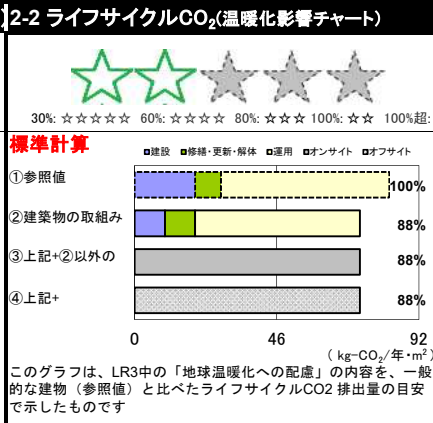 2-2 ライフサイクルCO₂(温暖化影響チャート)
30%: ☆☆☆☆☆ 60%: ☆☆☆☆ 80%: ☆☆☆ 100%: ☆☆ 100%超:
標準計算
■建設 ■修繕・更新・解体 □運用 ■オンサイト ■オフサイト
①参照値 100%
②建築物の取組み 88%
③上記+②以外の 88%
④上記+ 88%
0 46 92
( kg-CO₂/年・m²)
このグラフは、LR3中の「地球温暖化への配慮」の内容を、一般
的な建物（参照値）と比べたライフサイクルCO2 排出量の目安
で示したものです